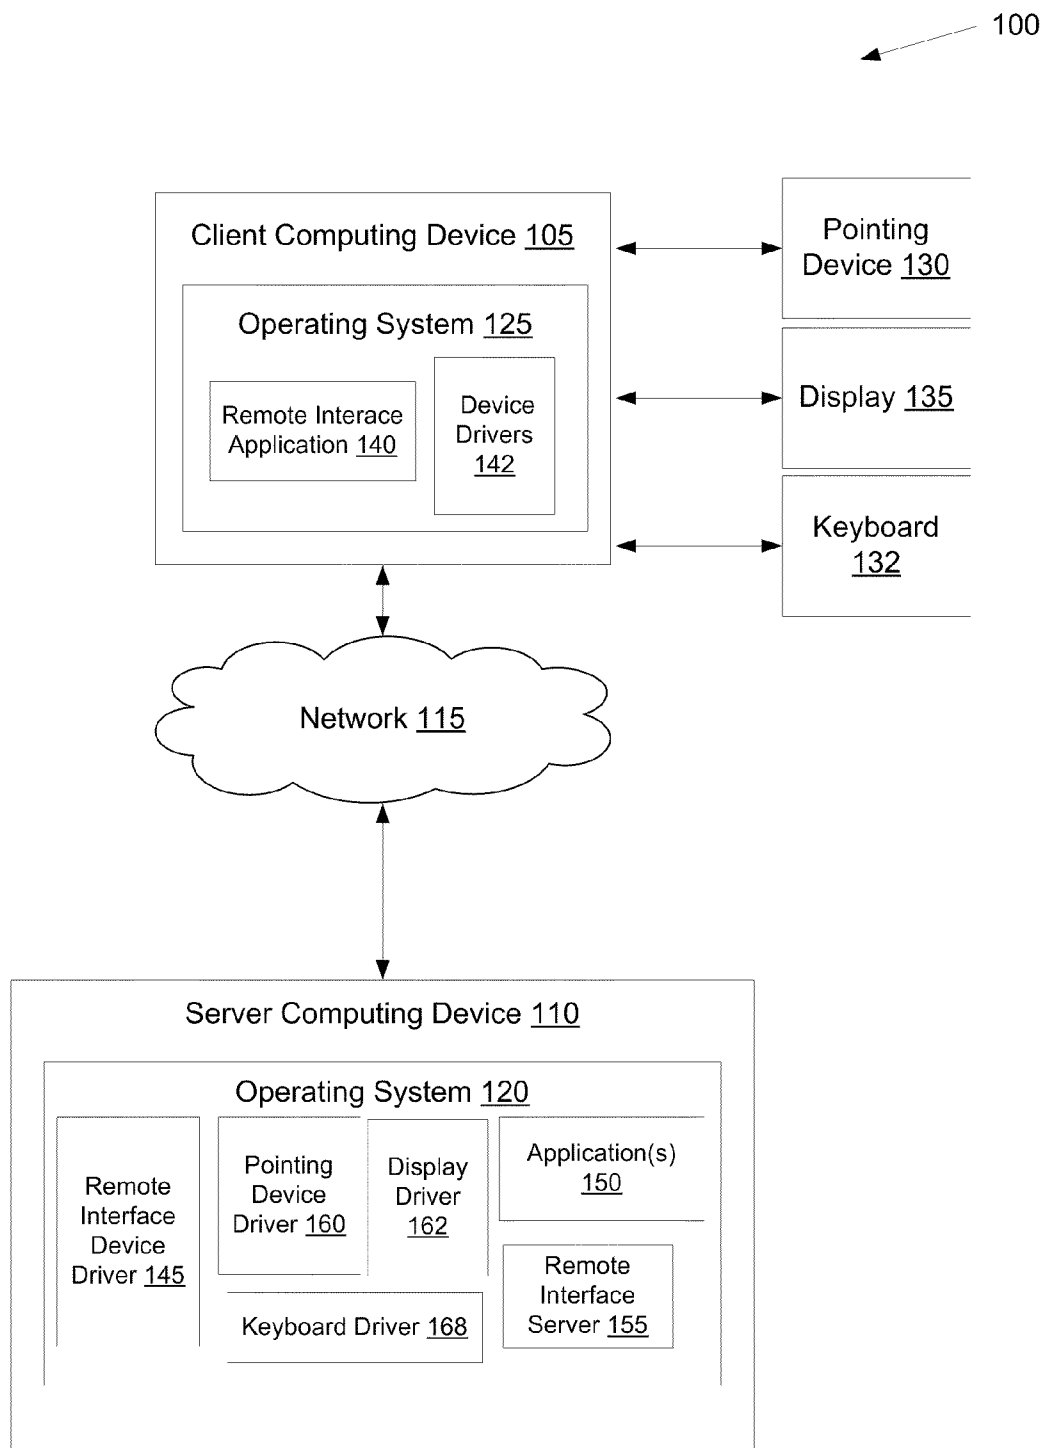 100
Client Computing Device 105
Operating System 125
Remote Interace
Application 140
Device
Drivers
142
Pointing
Device 130
Display 135
Keyboard
132
Network 115
Server Computing Device 110
Operating System 120
Remote
Interface
Device
Driver 145
Pointing
Device
Driver 160
Display
Driver
162
Application(s)
150
Keyboard Driver 168
Remote
Interface
Server 155